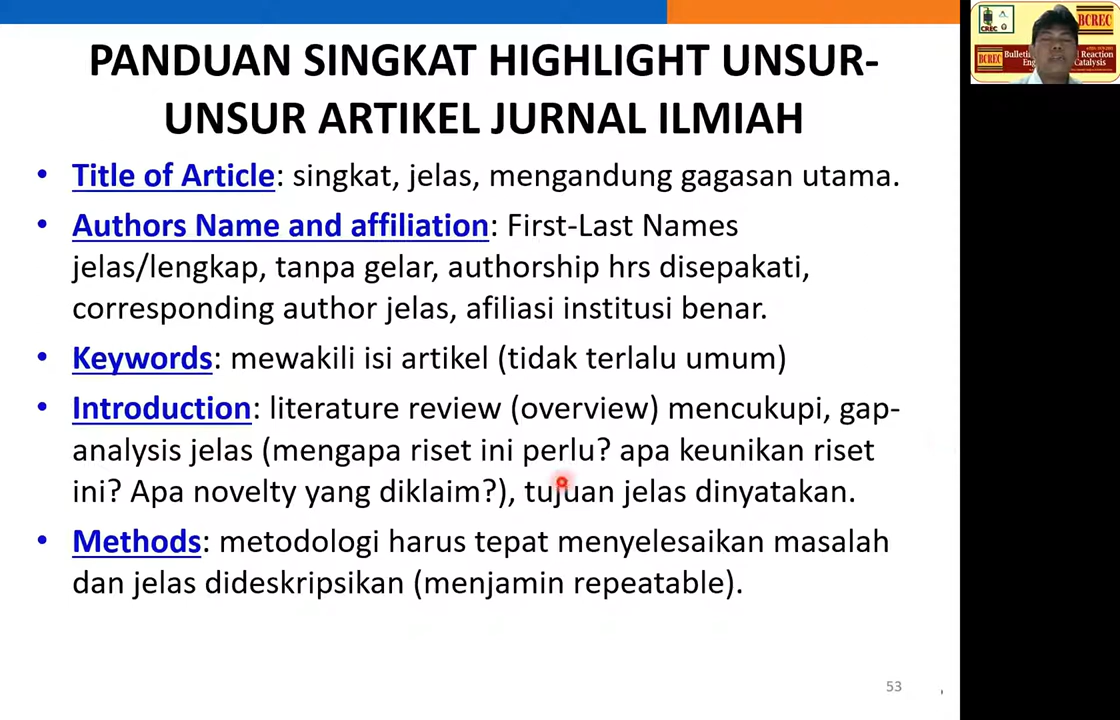 PANDUAN SINGKAT HIGHLIGHT UNSUR-
UNSUR ARTIKEL JURNAL ILMIAH
• Title of Article: singkat, jelas, mengandung gagasan utama.
• Authors Name and affiliation: First-Last Names
jelas/lengkap, tanpa gelar, authorship hrs disepakati,
corresponding author jelas, afiliasi institusi benar.
• Keywords: mewakili isi artikel (tidak terlalu umum)
• Introduction: literature review (overview) mencukupi, gap-
analysis jelas (mengapa riset ini perlu? apa keunikan riset
ini? Apa novelty yang diklaim?), tujuan jelas dinyatakan.
• Methods: metodologi harus tepat menyelesaikan masalah
dan jelas dideskripsikan (menjamin repeatable).
53
CREC
BCREC
BCREC
Bulletin
Reaction